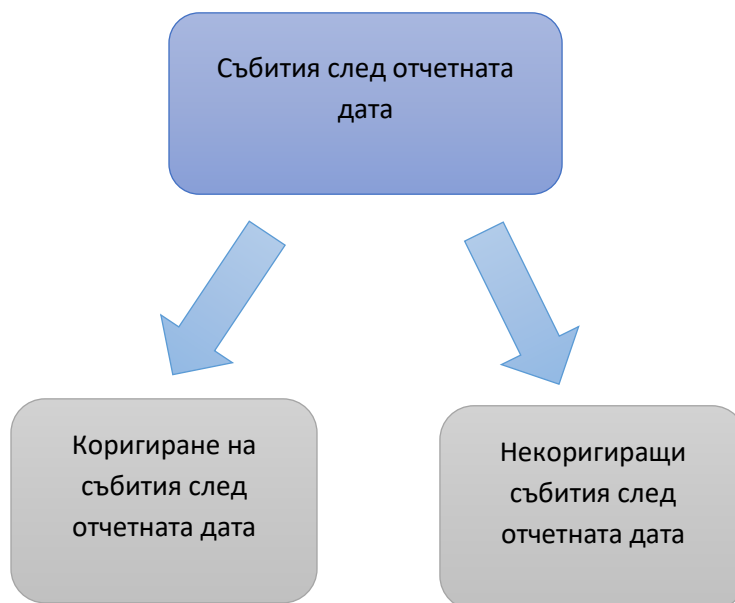 Събития след отчетната
дата
Коригиране на
събития след
отчетната дата
Некоригиращи
събития след
отчетната дата